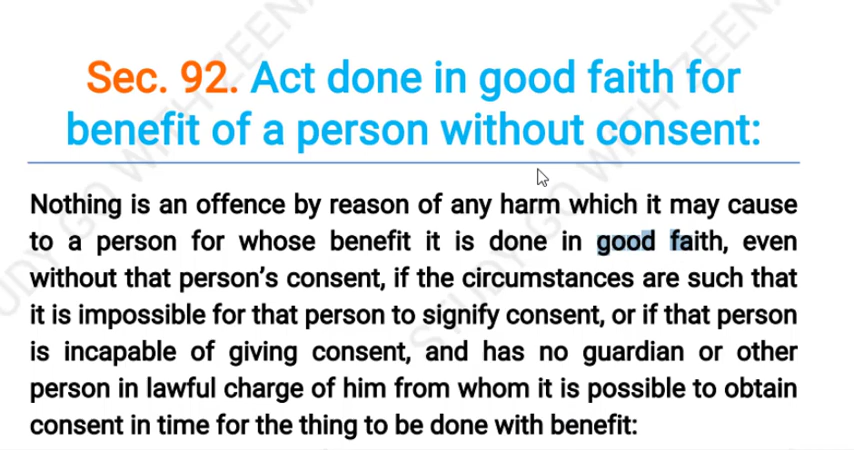 Sec. 92. Act done in good faith for
benefit of a person without consent:
Nothing is an offence by reason of any harm which it may cause
to a person for whose benefit it is done in good faith, even
without that person's consent, if the circumstances are such that
it is impossible for that person to signify consent, or if that person
is incapable of giving consent, and has no guardian or other
person in lawful charge of him from whom it is possible to obtain
consent in time for the thing to be done with benefit:
STUDY GO WITH ZEEN